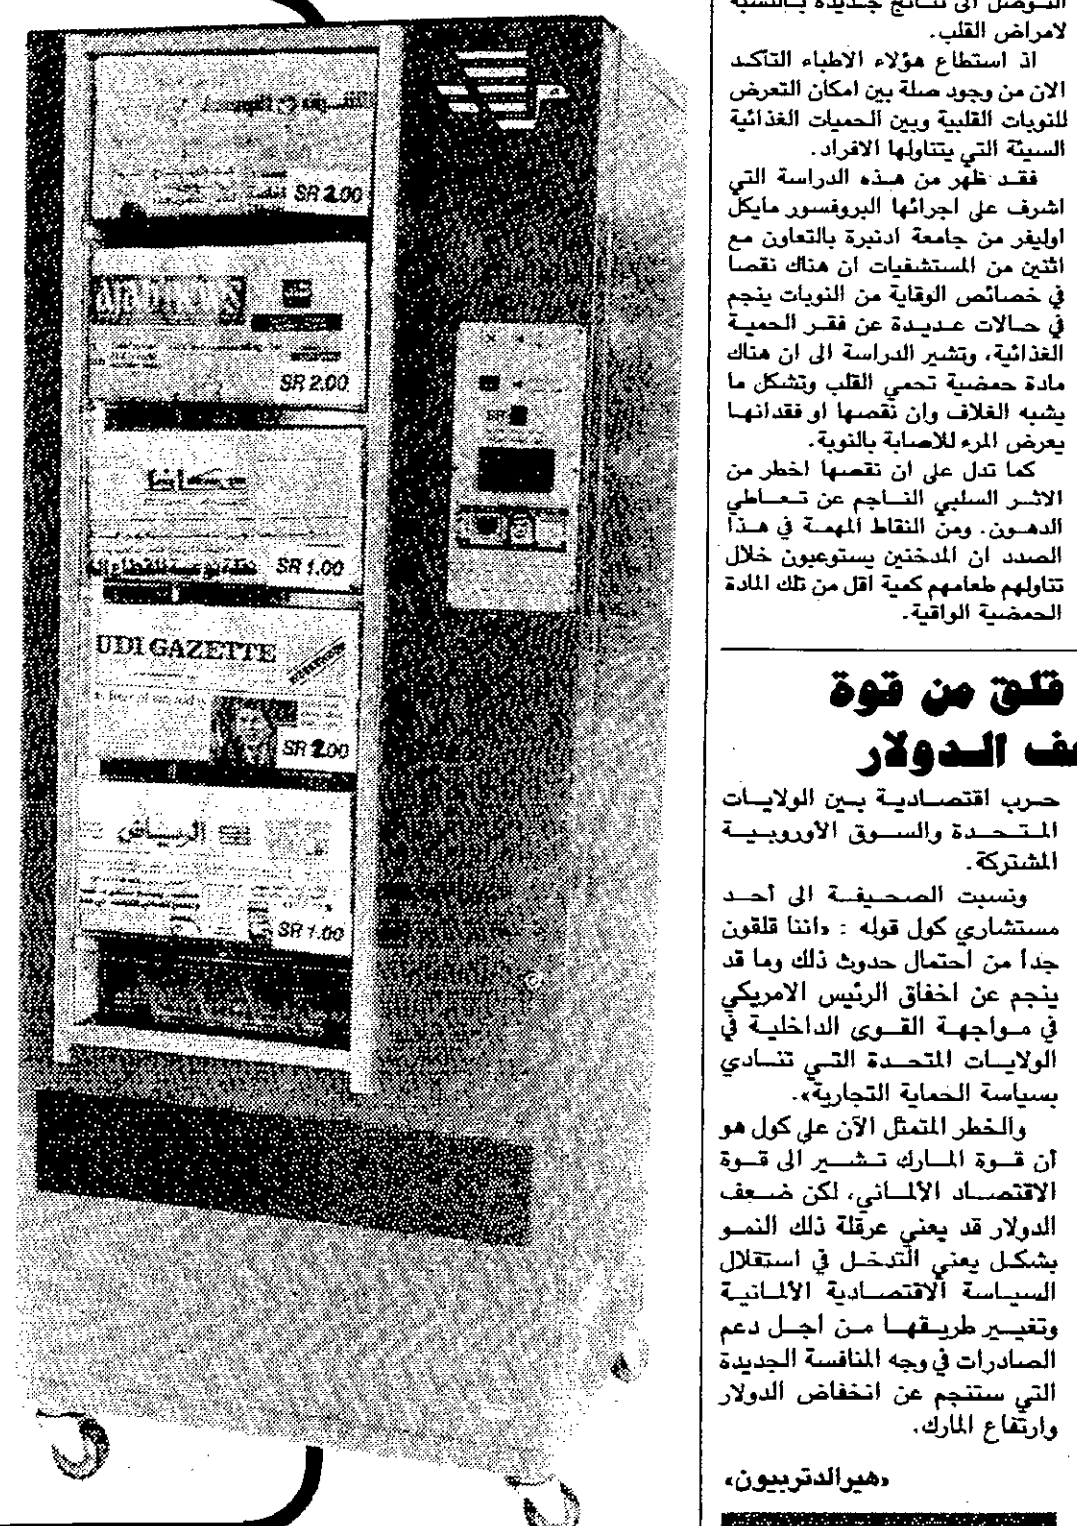 التوصل الى نتائج جديدة بالنسبة
لامراض القلب.
اذ استطاع هؤلاء الاطباء التأكد
الان من وجود صلة بين امكان التعرض
للنوبات القلبية وبين الحميات الغذائية
السيئة التي يتناولها الافراد.
فقد ظهر من هذه الدراسة التي
اشرف على اجرائها البروفسور مايكل
اوليفر من جامعة ادنبرة بالتعاون مع
اثنين من المستشفيات ان هناك نقصا
في خصائص الوقاية من النوبات ينجم
في حالات عديدة عن فقر الحمية
الغذائية، وتشير الدراسة الى ان هناك
مادة حمضية تحمي القلب وتشكل ما
يشبه الغلاف وان نقصها او فقدانها
يعرض المرء للاصابة بالنوبة.
كما تدل على ان نقصها اخطر من
الاثر السلبي الناجم عن تعاطي
الدهون. ومن النقاط المهمة في هذا
الصدد ان المدخنين يستوعبون خلال
تناولهم طعامهم كمية اقل من تلك المادة
الحمضية الواقية.
قلق من قوة
الدولار
حرب اقتصادية بين الولايات
المتحدة والسوق الأوروبية
المشتركة.
ونسبت الصحيفة الى أحد
مستشاري كول قوله : «اننا قلقون
جداً من احتمال حدوث ذلك وما قد
ينجم عن اخفاق الرئيس الامريكي
في مواجهة القوى الداخلية في
الولايات المتحدة التي تنادي
بسياسة الحماية التجارية».
والخطر المتمثل الآن على كول هو
أن قوة المارك تشير الى قوة
الاقتصاد الألماني، لكن ضعف
الدولار قد يعني عرقلة ذلك النمو
بشكل يعني التدخل في استقلال
السياسة الاقتصادية الألمانية
وتغيير طريقها من اجل دعم
الصادرات في وجه المنافسة الجديدة
التي ستنجم عن انخفاض الدولار
وارتفاع المارك.
«هيرالدتربيون»
SR 2.00
SR 2.00
SR 1.00
UDI GAZETTE
SR 2.00
الرياض
SR 1.00